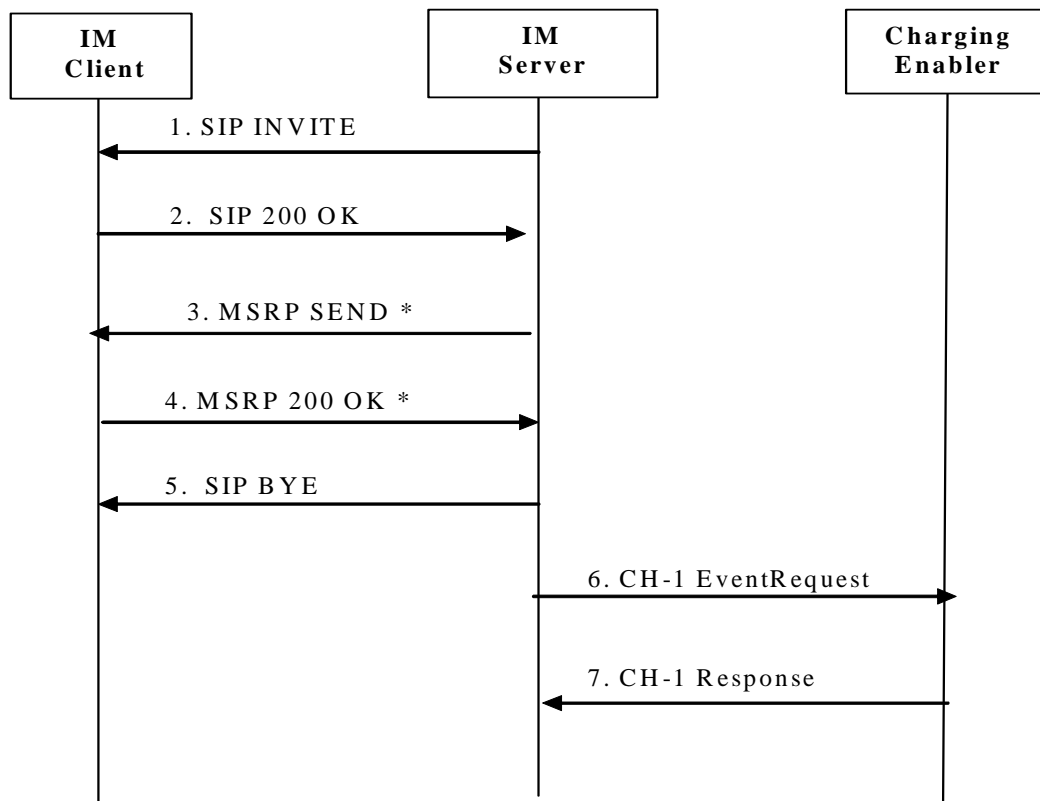 IM
Client
IM
Server
Charging
Enabler
1. SIP INVITE
2. SIP 200 OK
3. MSRP SEND *
4. MSRP 200 OK *
5. SIP BYE
6. CH-1 EventRequest
7. CH-1 Response